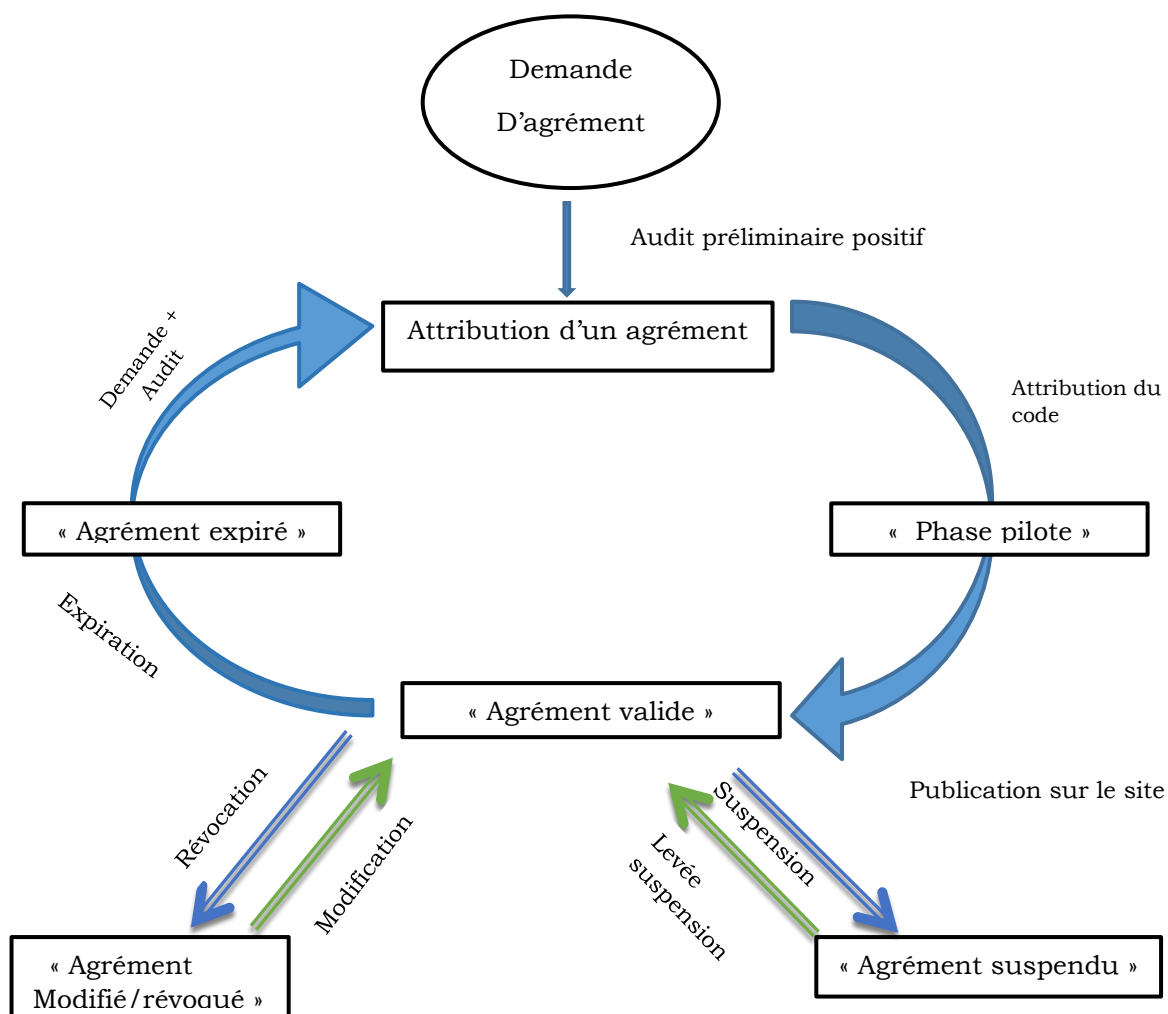 Demande
D’agrément
Audit préliminaire positif
Attribution d’un agrément
Demande +
Audit
Attribution du
code
« Agrément expiré »
« Phase pilote »
Expiration
« Agrément valide »
Publication sur le site
Révocation
Modification
Suspension
Levée
suspension
« Agrément
Modifié/révoqué »
« Agrément suspendu »